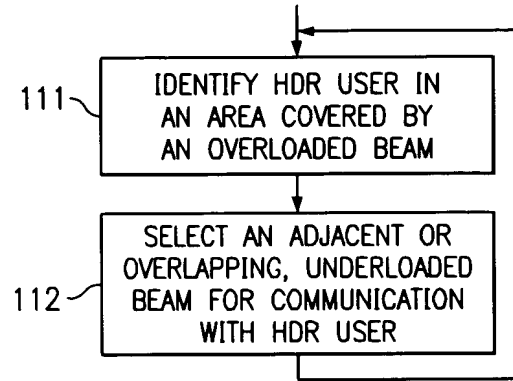 111
IDENTIFY HDR USER IN
AN AREA COVERED BY
AN OVERLOADED BEAM
112
SELECT AN ADJACENT OR
OVERLAPPING, UNDERLOADED
BEAM FOR COMMUNICATION
WITH HDR USER